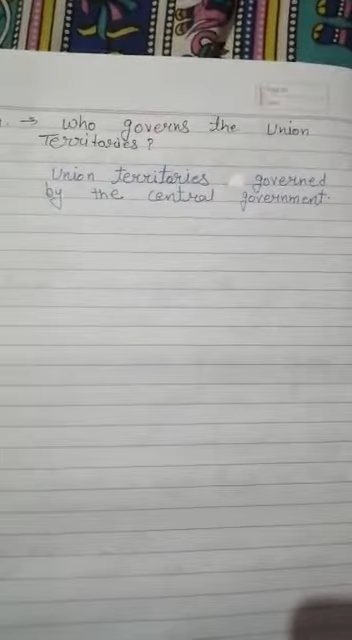 → Who governs the Union
Territories?
Union territories governed
by the central government.